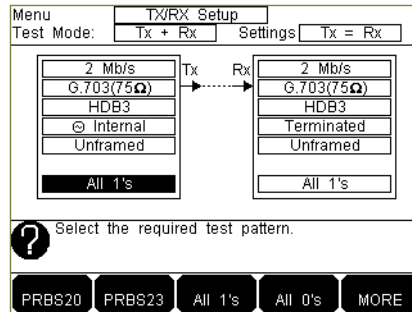 Menu TX/RX Setup
Test Mode: Tx + Rx Settings Tx = Rx
Tx Rx
2 Mb/s 2 Mb/s
G.703(75Ω) G.703(75Ω)
HDB3 HDB3
Internal Terminated
Unframed Unframed
All 1's All 1's
? Select the required test pattern.
PRBS20 PRBS23 All 1's All 0's MORE